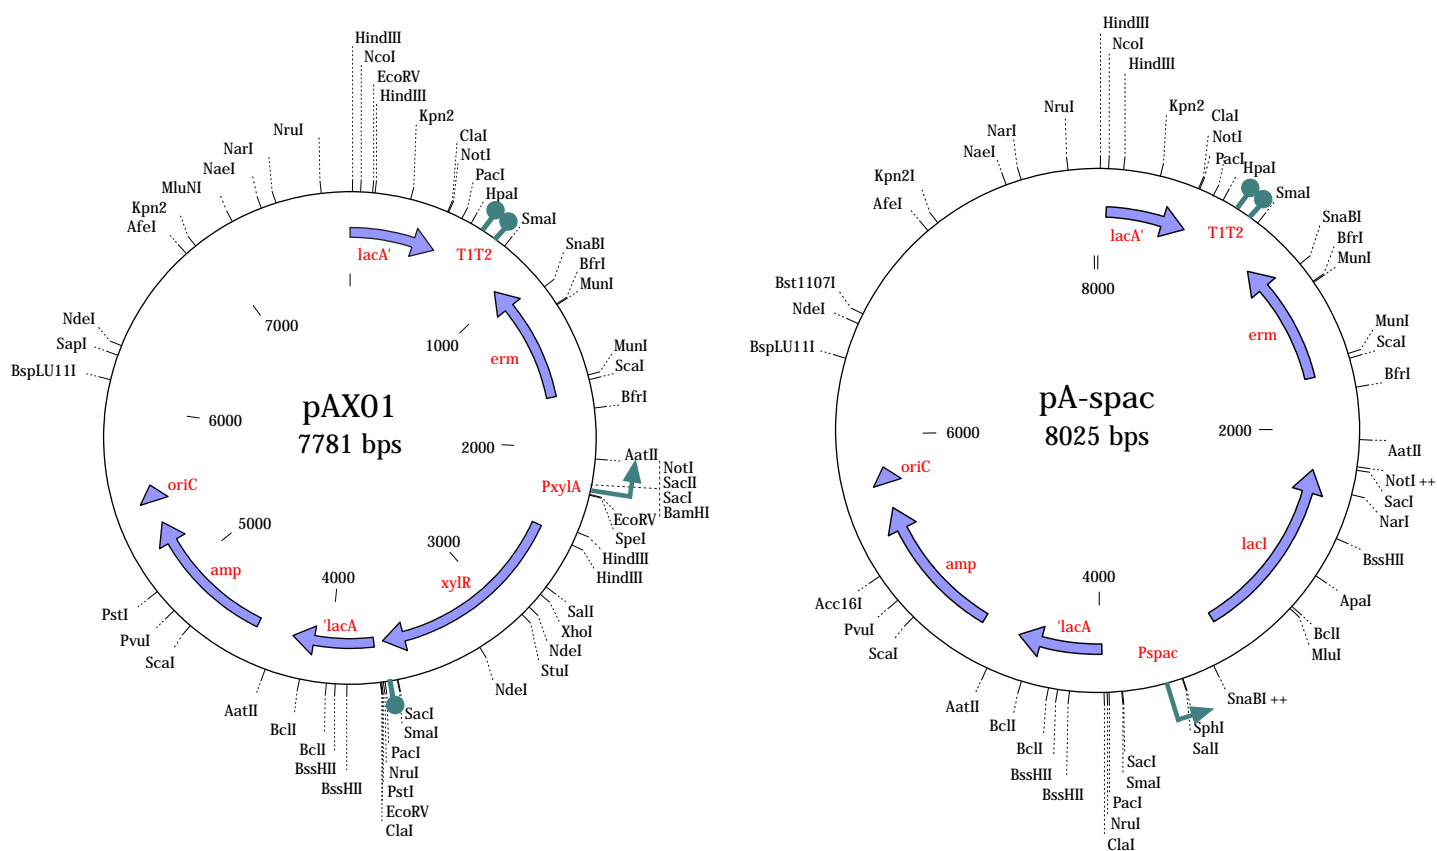 HindIII
NcoI
EcoRV
HindIII
Kpn2
ClaI
NotI
PacI
HpaI
SmaI
SnaBI
BfrI
MunI
MunI
ScaI
BfrI
AatII
NotI
SacII
SacI
BamHI
EcoRV
SpeI
HindIII
HindIII
SalI
XhoI
NdeI
StuI
NdeI
SacI
SmaI
PacI
NruI
PstI
EcoRV
ClaI
BssHII
BssHII
BclI
BclI
AatII
ScaI
PvuI
PstI
BspLU11I
SapI
NdeI
AfeI
Kpn2
MluNI
NaeI
NarI
NruI
lacA'
T1T2
erm
PxylA
xylR
'lacA
amp
oriC
1000
2000
3000
4000
5000
6000
7000
pAX01
7781 bps
HindIII
NcoI
HindIII
Kpn2
ClaI
NotI
PacI
HpaI
SmaI
SnaBI
BfrI
MunI
MunI
ScaI
BfrI
AatII
NotI ++
SacI
NarI
BssHII
ApaI
BclI
MluI
SnaBI ++
SphI
SalI
SacI
SmaI
PacI
NruI
ClaI
BssHII
BssHII
BclI
BclI
AatII
ScaI
PvuI
Acc16I
BspLU11I
NdeI
Bst1107I
AfeI
Kpn2I
NaeI
NarI
NruI
lacA'
T1T2
erm
lacI
Pspac
'lacA
amp
oriC
2000
4000
6000
8000
pA-spac
8025 bps